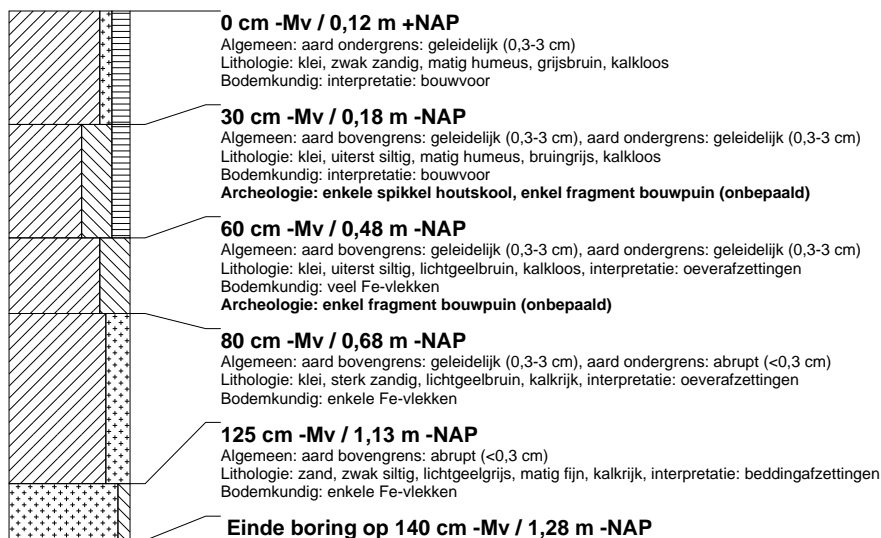 0 cm -Mv / 0,12 m +NAP
Algemeen: aard ondergrens: geleidelijk (0,3-3 cm)
Lithologie: klei, zwak zandig, matig humeus, grijsbruin, kalkloos
Bodemkundig: interpretatie: bouwvoor
30 cm -Mv / 0,18 m -NAP
Algemeen: aard bovengrens: geleidelijk (0,3-3 cm), aard ondergrens: geleidelijk (0,3-3 cm)
Lithologie: klei, uiterst siltig, matig humeus, bruingrijs, kalkloos
Bodemkundig: interpretatie: bouwvoor
Archeologie: enkele spikkel houtskool, enkel fragment bouwpuin (onbepaald)
60 cm -Mv / 0,48 m -NAP
Algemeen: aard bovengrens: geleidelijk (0,3-3 cm), aard ondergrens: geleidelijk (0,3-3 cm)
Lithologie: klei, uiterst siltig, lichtgeelbruin, kalkloos, interpretatie: oeverafzettingen
Bodemkundig: veel Fe-vlekken
Archeologie: enkel fragment bouwpuin (onbepaald)
80 cm -Mv / 0,68 m -NAP
Algemeen: aard bovengrens: geleidelijk (0,3-3 cm), aard ondergrens: abrupt (<0,3 cm)
Lithologie: klei, sterk zandig, lichtgeelbruin, kalkrijk, interpretatie: oeverafzettingen
Bodemkundig: enkele Fe-vlekken
125 cm -Mv / 1,13 m -NAP
Algemeen: aard bovengrens: abrupt (<0,3 cm)
Lithologie: zand, zwak siltig, lichtgeelgrijs, matig fijn, kalkrijk, interpretatie: beddingafzettingen
Bodemkundig: enkele Fe-vlekken
Einde boring op 140 cm -Mv / 1,28 m -NAP